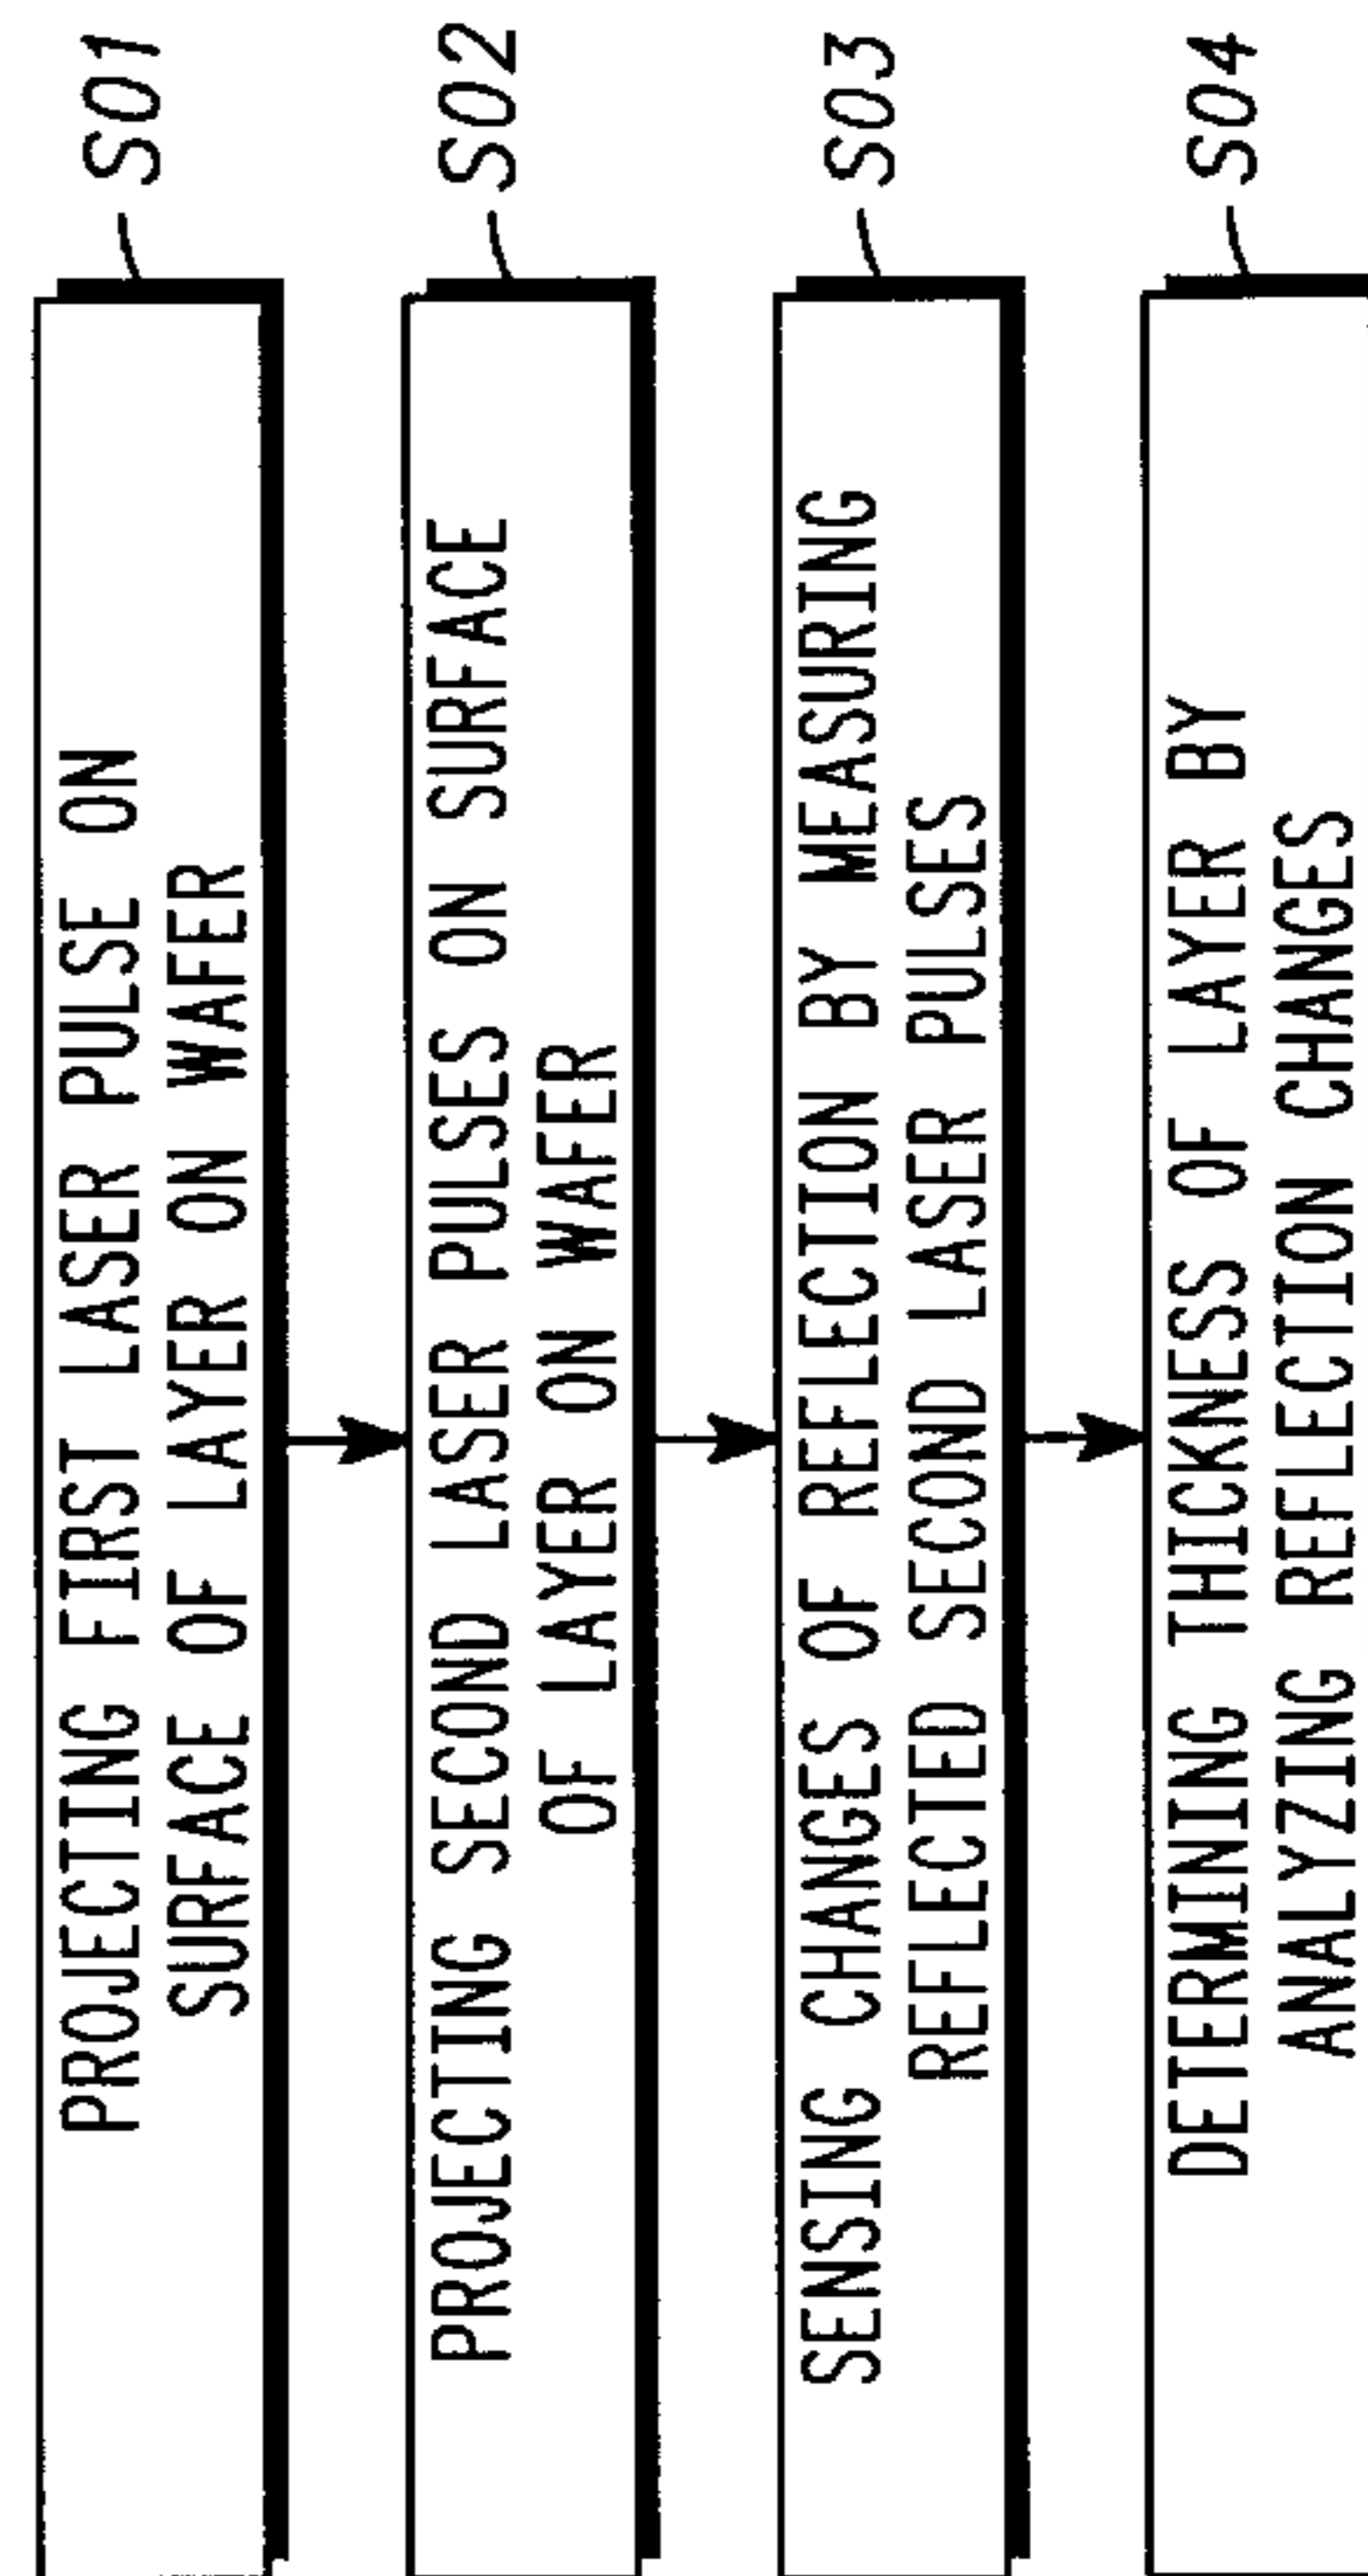 PROJECTING FIRST LASER PULSE ON
SURFACE OF LAYER ON WAFER
S01
PROJECTING SECOND LASER PULSES ON SURFACE
OF LAYER ON WAFER
S02
SENSING CHANGES OF REFLECTION BY MEASURING
REFLECTED SECOND LASER PULSES
S03
DETERMINING THICKNESS OF LAYER BY
ANALYZING REFLECTION CHANGES
S04